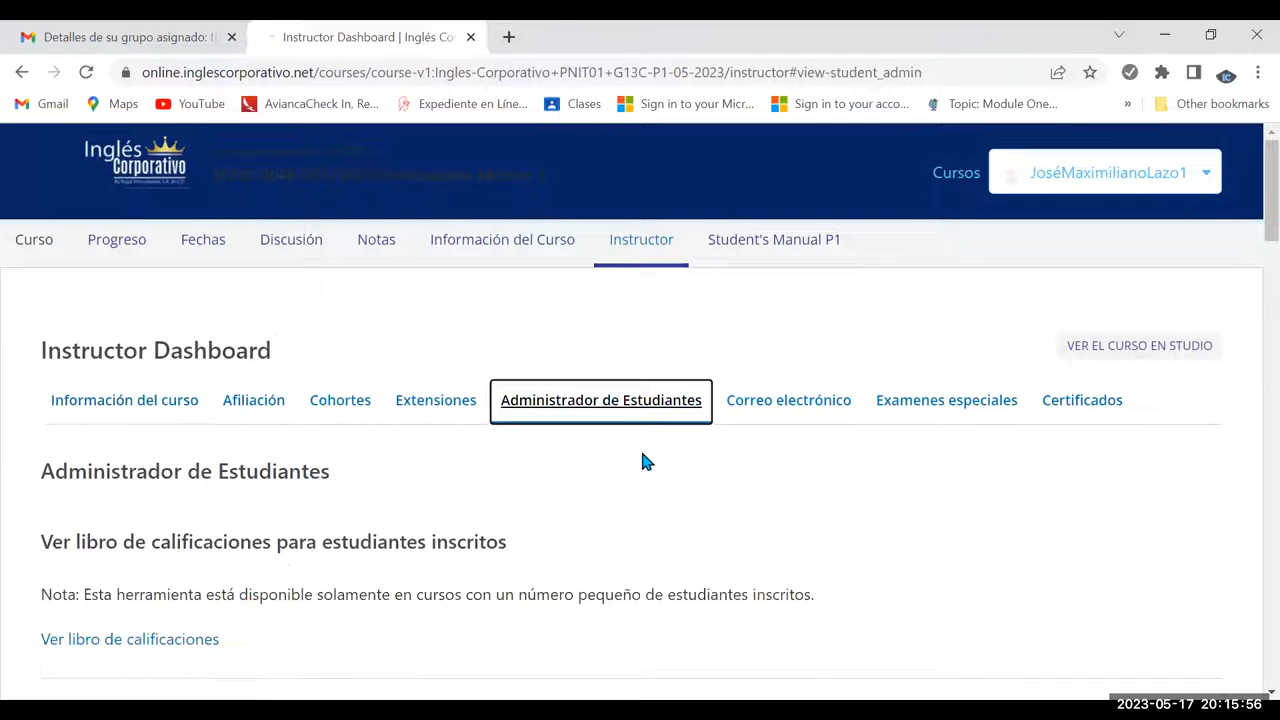 Detalles de su grupo asignado:
Instructor Dashboard | Inglés Co
online.inglescorporativo.net/courses/course-v1:Ingles-Corporativo+PNIT01+G13C-P1-05-2023/instructor#view-student_admin
Gmail Maps YouTube AviancaCheck In, Re... Expediente en Líne... Clases Sign in to your Micr... Sign in to your acco... Topic: Module One... » Other bookmarks
Inglés
Corporativo
Cursos JoséMaximilianoLazo1
Curso Progreso Fechas Discusión Notas Información del Curso Instructor Student's Manual P1
Instructor Dashboard
VER EL CURSO EN STUDIO
Información del curso Afiliación Cohortes Extensiones Administrador de Estudiantes Correo electrónico Examenes especiales Certificados
Administrador de Estudiantes
Ver libro de calificaciones para estudiantes inscritos
Nota: Esta herramienta está disponible solamente en cursos con un número pequeño de estudiantes inscritos.
Ver libro de calificaciones
2023-05-17 20:15:56